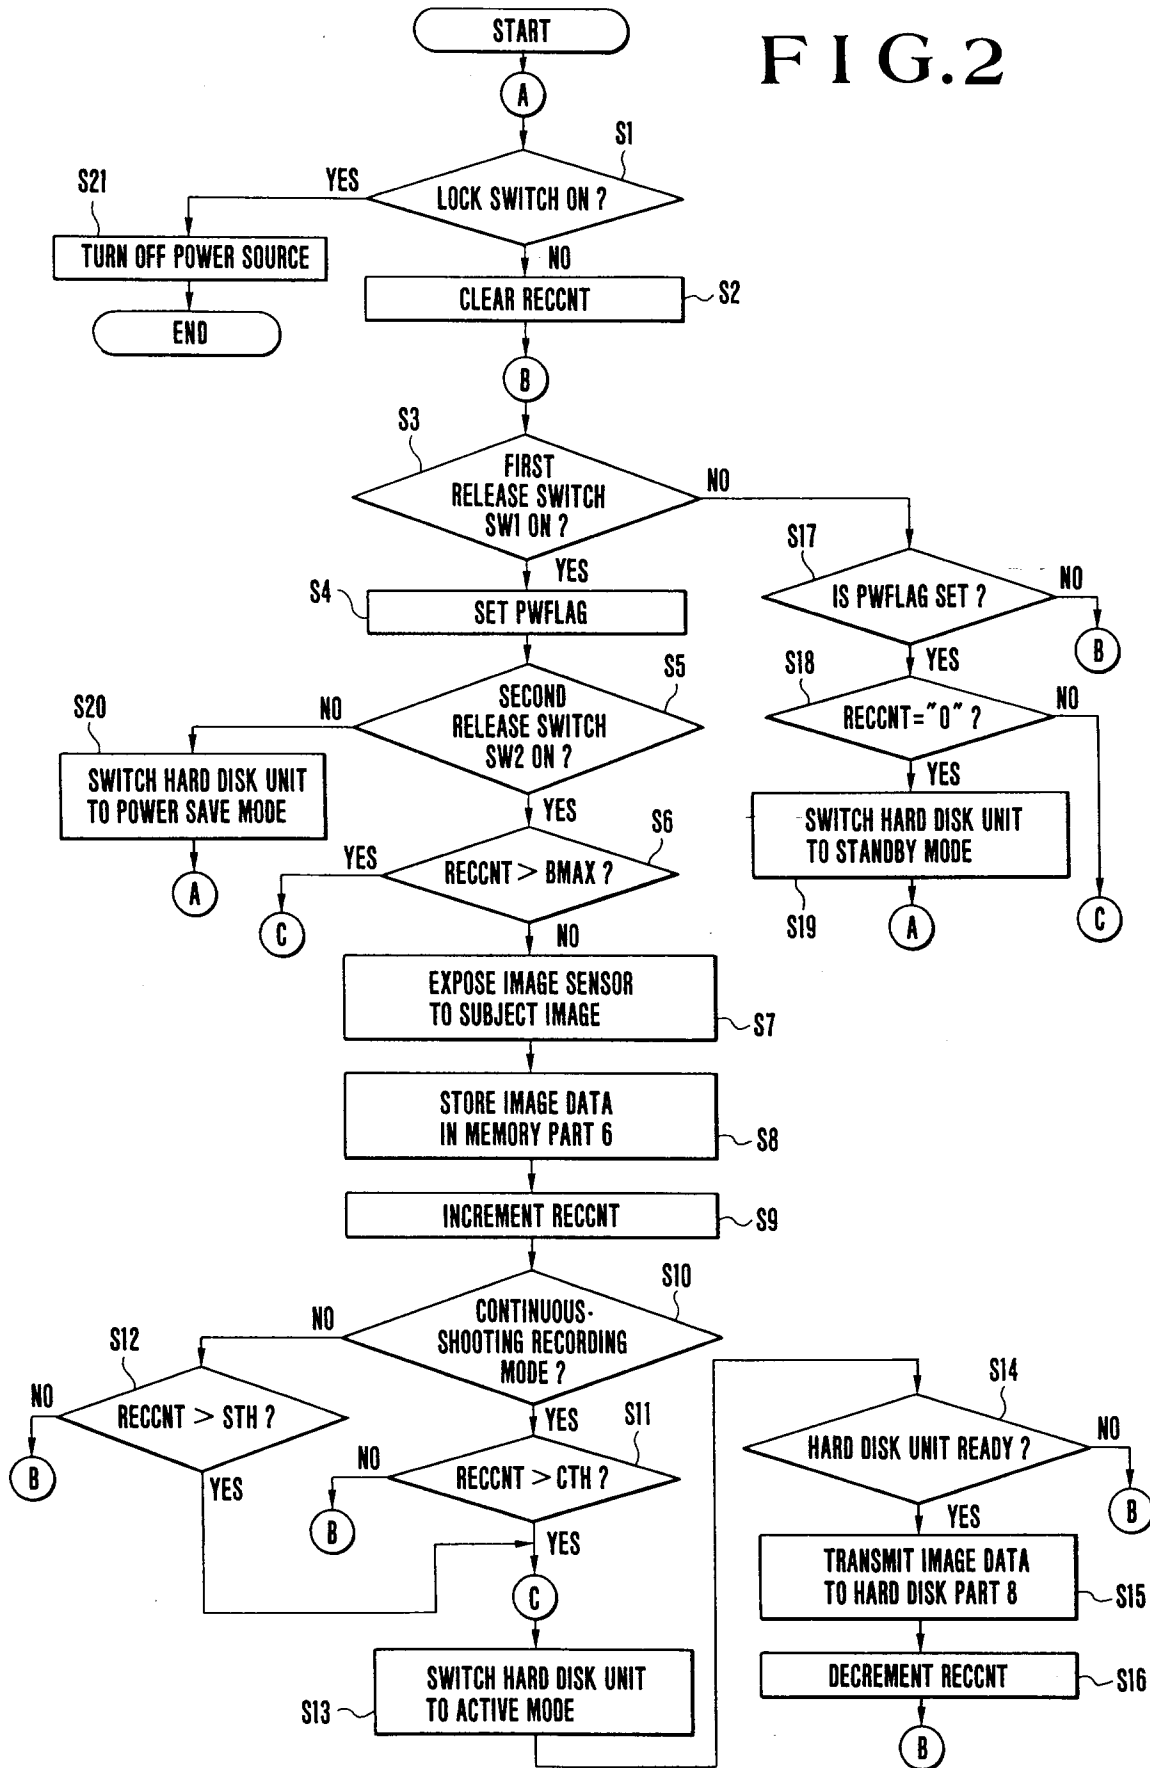 START
FIG.2
A
S1
LOCK SWITCH ON ?
YES
S21
TURN OFF POWER SOURCE
END
NO
CLEAR RECCNT
S2
B
S3
FIRST
RELEASE SWITCH
SW1 ON ?
NO
YES
S17
IS PWFLAG SET ?
NO
B
S4
SET PWFLAG
YES
S18
RECCNT="0" ?
NO
S5
SECOND
RELEASE SWITCH
SW2 ON ?
NO
S20
SWITCH HARD DISK UNIT
TO POWER SAVE MODE
A
YES
YES
SWITCH HARD DISK UNIT
TO STANDBY MODE
S19
A
C
S6
RECCNT > BMAX ?
YES
C
NO
EXPOSE IMAGE SENSOR
TO SUBJECT IMAGE
S7
STORE IMAGE DATA
IN MEMORY PART 6
S8
INCREMENT RECCNT
S9
S10
CONTINUOUS-
SHOOTING RECORDING
MODE ?
NO
S12
RECCNT > STH ?
NO
B
YES
YES
S11
RECCNT > CTH ?
NO
B
YES
C
SWITCH HARD DISK UNIT
TO ACTIVE MODE
S13
S14
HARD DISK UNIT READY ?
NO
B
YES
TRANSMIT IMAGE DATA
TO HARD DISK PART 8
S15
DECREMENT RECCNT
S16
B